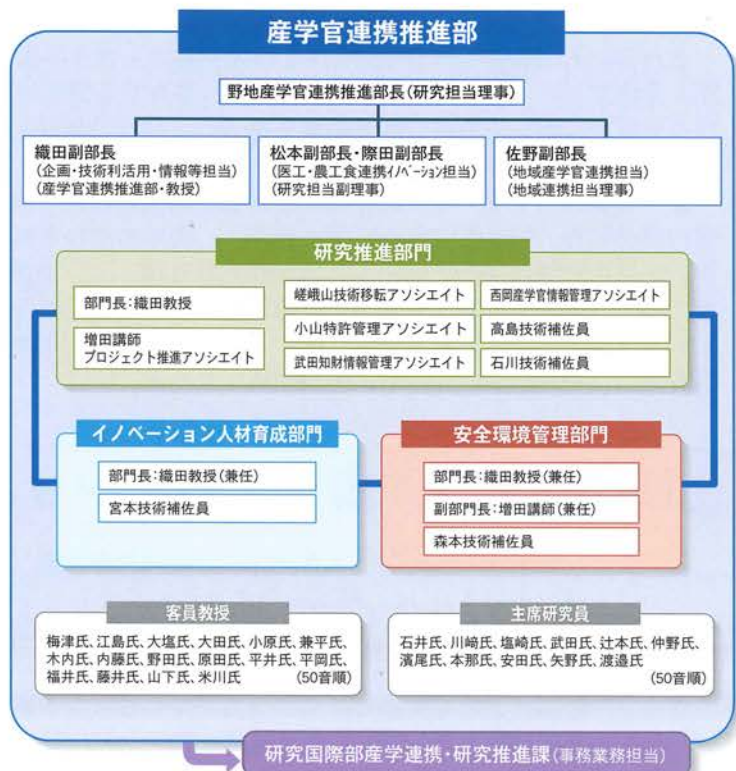 産学官連携推進部
野地産学官連携推進部長(研究担当理事)
織田副部長
(企画・技術利活用・情報等担当)
(産学官連携推進部・教授)
松本副部長・際田副部長
(医工・農工食連携イノベーション担当)
(研究担当副理事)
佐野副部長
(地域産学官連携担当)
(地域連携担当理事)
研究推進部門
部門長:織田教授
増田講師
プロジェクト推進アソシエイト
嵯峨山技術移転アソシエイト
小山特許管理アソシエイト
武田知財情報管理アソシエイト
西岡産学官情報管理アソシエイト
高島技術補佐員
石川技術補佐員
イノベーション人材育成部門
部門長:織田教授(兼任)
宮本技術補佐員
安全環境管理部門
部門長:織田教授(兼任)
副部門長:増田講師(兼任)
森本技術補佐員
客員教授
梅津氏、江島氏、大塩氏、大田氏、小原氏、兼平氏、
木内氏、内藤氏、野田氏、原田氏、平井氏、平岡氏、
福井氏、藤井氏、山下氏、米川氏 (50音順)
主席研究員
石井氏、川﨑氏、塩崎氏、武田氏、辻本氏、仲野氏、
濱尾氏、本那氏、安田氏、矢野氏、渡邉氏
(50音順)
研究国際部産学連携・研究推進課(事務業務担当)